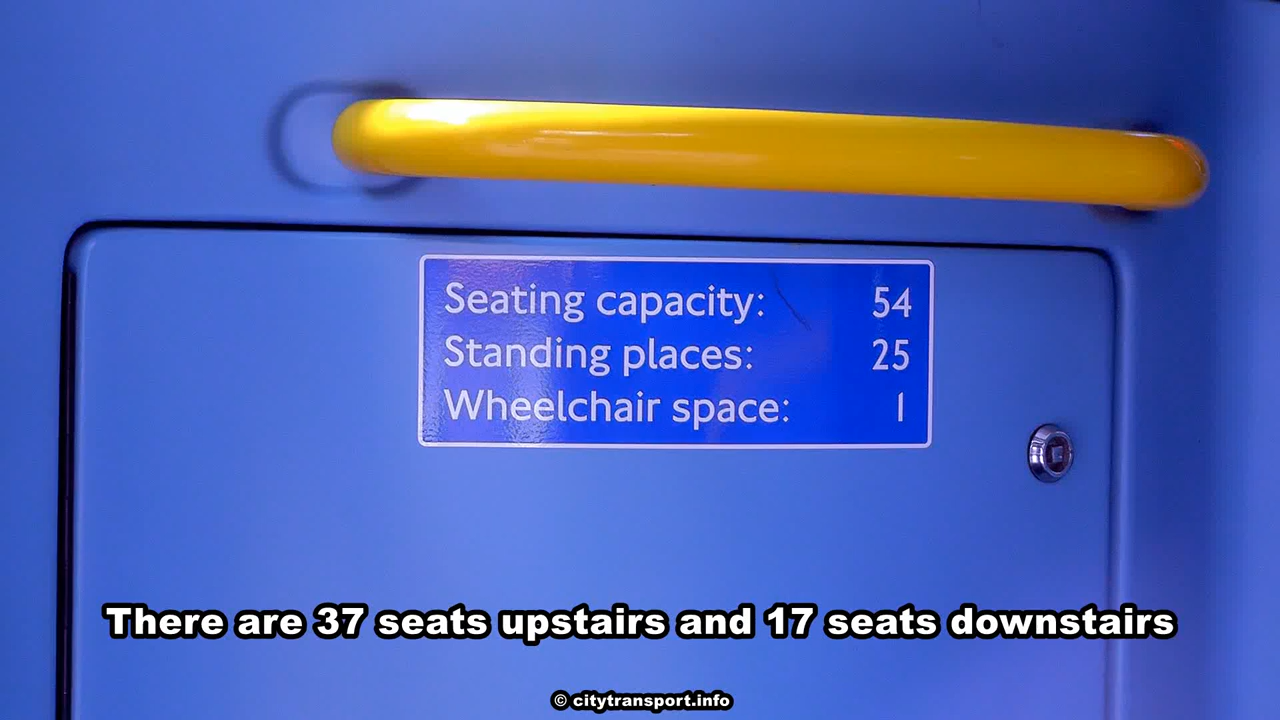 Seating capacity: 54
Standing places: 25
Wheelchair space: 1
There are 37 seats upstairs and 17 seats downstairs
© citytransport.info